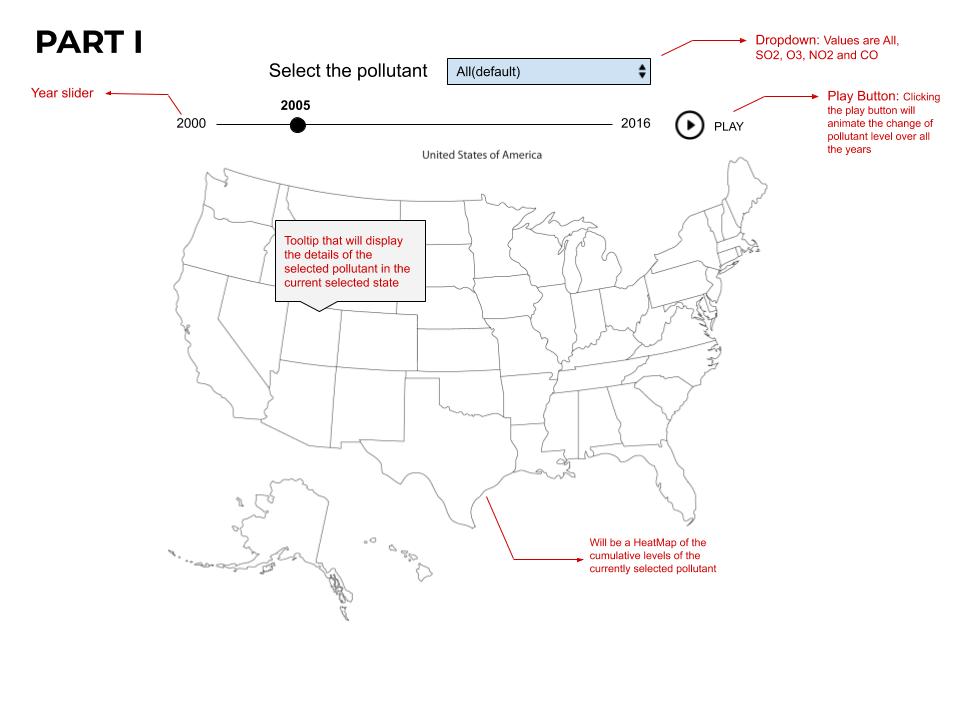 PART I
Dropdown: Values are All,
SO2, O3, NO2 and CO
Select the pollutant
All(default)
Year slider
2005
2000
2016
PLAY
Play Button: Clicking
the play button will
animate the change of
pollutant level over all
the years
United States of America
Tooltip that will display
the details of the
selected pollutant in the
current selected state
Will be a HeatMap of the
cumulative levels of the
currently selected pollutant